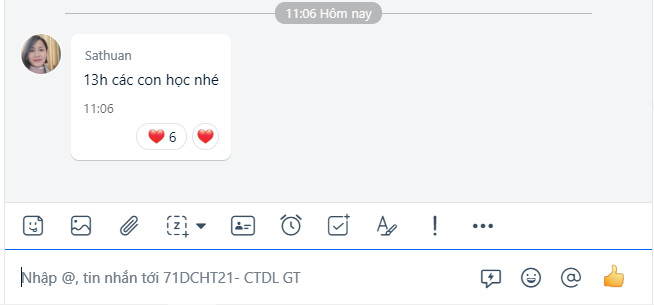 11:06 Hôm nay
Sathuan
13h các con học nhé
11:06
6
Nhập @, tin nhắn tới 71DCHT21- CTDL GT